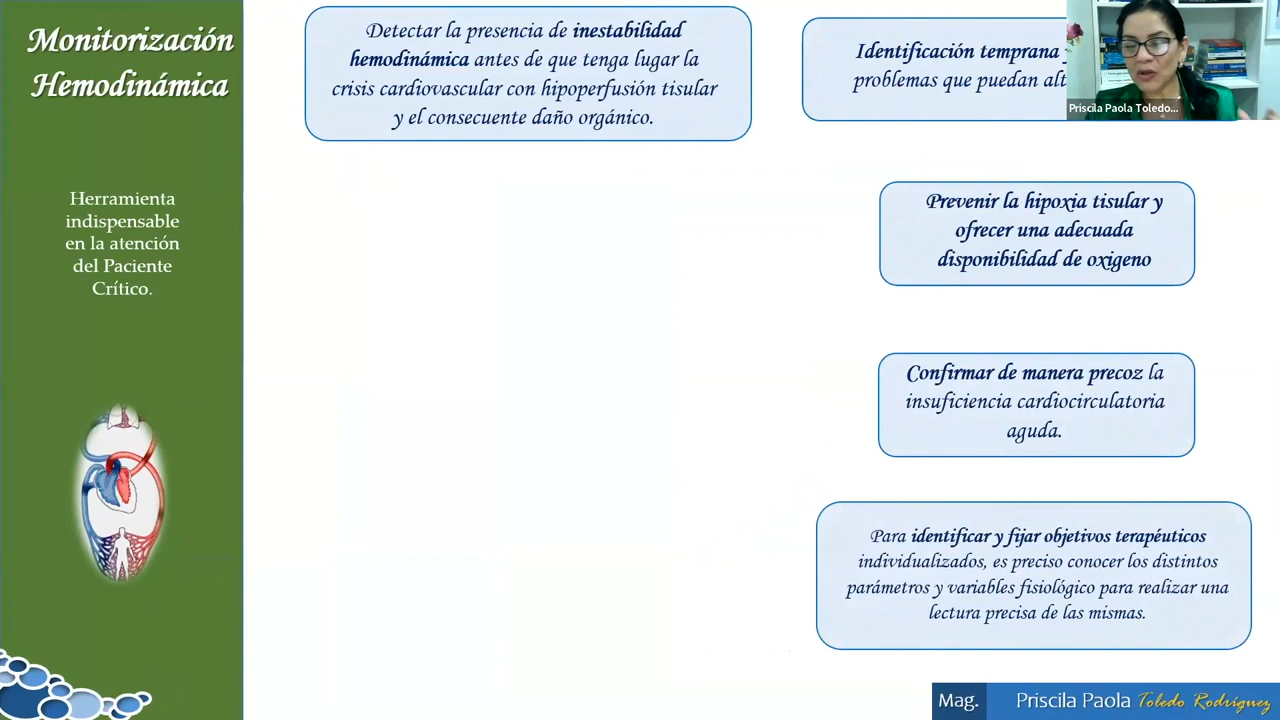 Monitorización
Hemodinámica
Herramienta
indispensable
en la atención
del Paciente
Crítico.
Detectar la presencia de inestabilidad
hemodinámica antes de que tenga lugar la
crisis cardiovascular con hipoperfusión tisular
y el consecuente daño orgánico.
Identificación temprana
problemas que puedan
Priscila Paola Toledo...
Prevenir la hipoxia tisular y
ofrecer una adecuada
disponibilidad de oxigeno
Confirmar de manera precoz la
insuficiencia cardiocirculatoria
aguda.
Para identificar y fijar objetivos terapéuticos
individualizados, es preciso conocer los distintos
parámetros y variables fisiológico para realizar una
lectura precisa de las mismas.
Mag. Priscila Paola Toledo Rodríguez